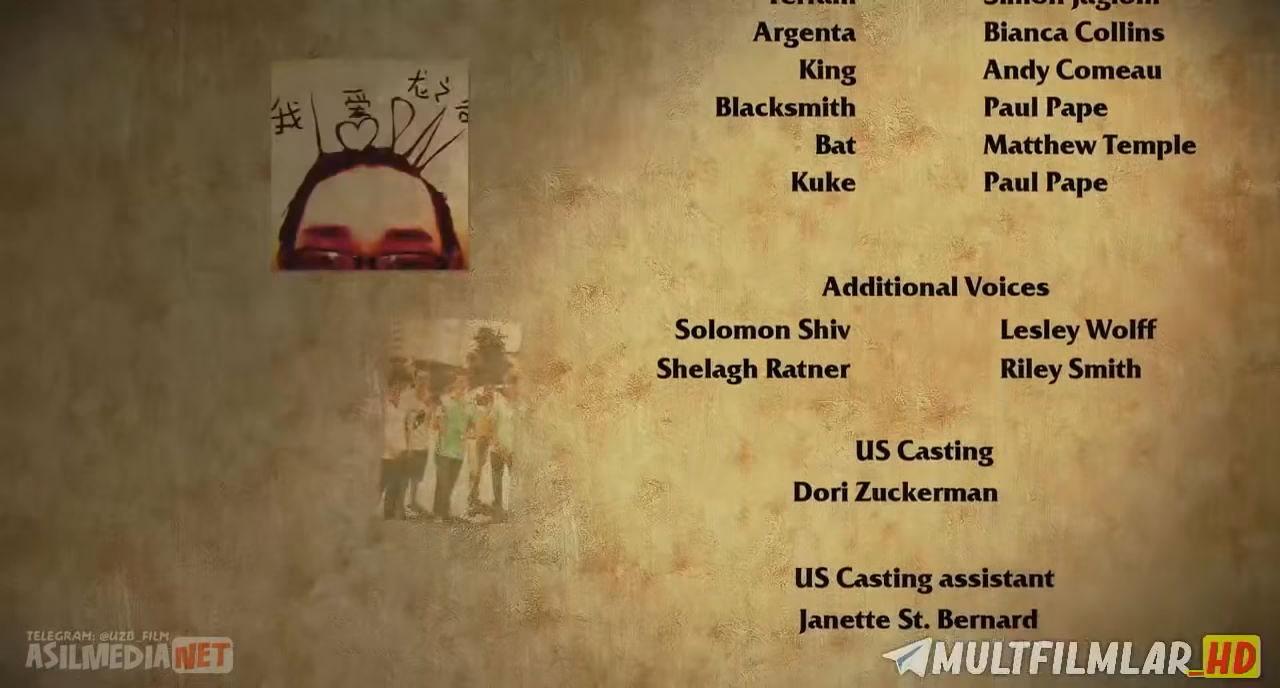 Argenta Bianca Collins
King Andy Comeau
Blacksmith Paul Pape
Bat Matthew Temple
Kuke Paul Pape
Additional Voices
Solomon Shiv Lesley Wolff
Shelagh Ratner Riley Smith
US Casting
Dori Zuckerman
US Casting assistant
Janette St. Bernard
我 爱
TELEGRAM: @UZB_FILM
ASILMEDIA NET
MULTFILMLAR_HD